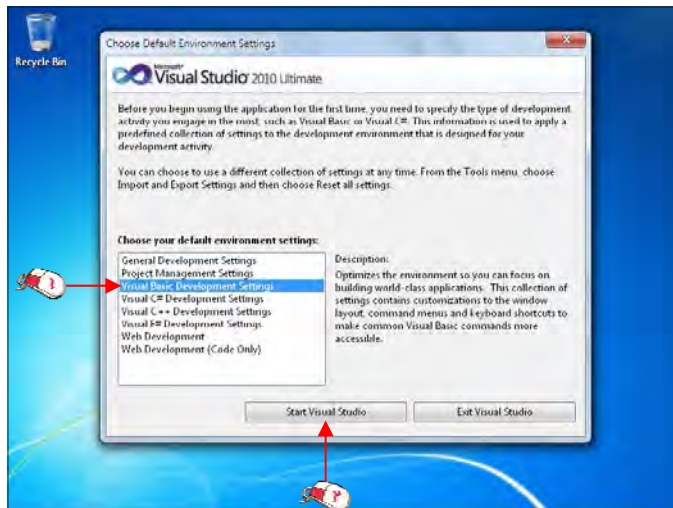 Recycle Bin
Choose Default Environment Settings
Microsoft
Visual Studio 2010 Ultimate
Before you begin using the application for the first time, you need to specify the type of development
activity you engage in the most, such as Visual Basic or Visual C#. This information is used to apply a
predefined collection of settings to the development environment that is designed for your
development activity.
You can choose to use a different collection of settings at any time. From the Tools menu, choose
Import and Export Settings and then choose Reset all settings.
Choose your default environment settings:
General Development Settings
Project Management Settings
Visual Basic Development Settings
Visual C# Development Settings
Visual C++ Development Settings
Visual F# Development Settings
Web Development
Web Development (Code Only)
Description:
Optimizes the environment so you can focus on
building world-class applications. This collection of
settings contains customizations to the window
layout, command menus and keyboard shortcuts to
make common Visual Basic commands more
accessible.
Start Visual Studio
Exit Visual Studio
١
٢